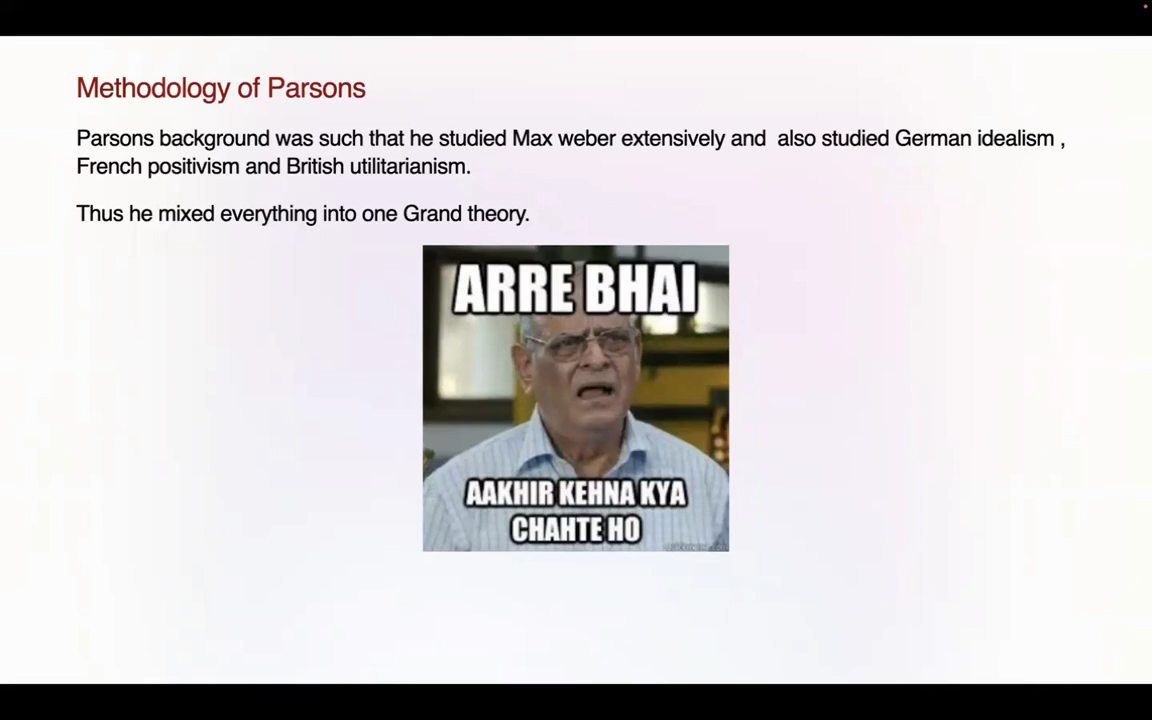 Methodology of Parsons
Parsons background was such that he studied Max weber extensively and also studied German idealism ,
French positivism and British utilitarianism.
Thus he mixed everything into one Grand theory.
ARRE BHAI
AAKHIR KEHNA KYA
CHAHTE HO